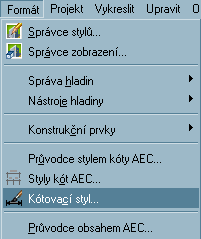 Formát Projekt Vykreslit Upravit O
Správce stylů...
Správce zobrazení...
Správa hladin
Nástroje hladiny
Konstrukční prvky
Průvodce stylem kóty AEC...
Styly kót AEC...
Kótovací styl...
Průvodce obsahem AEC...